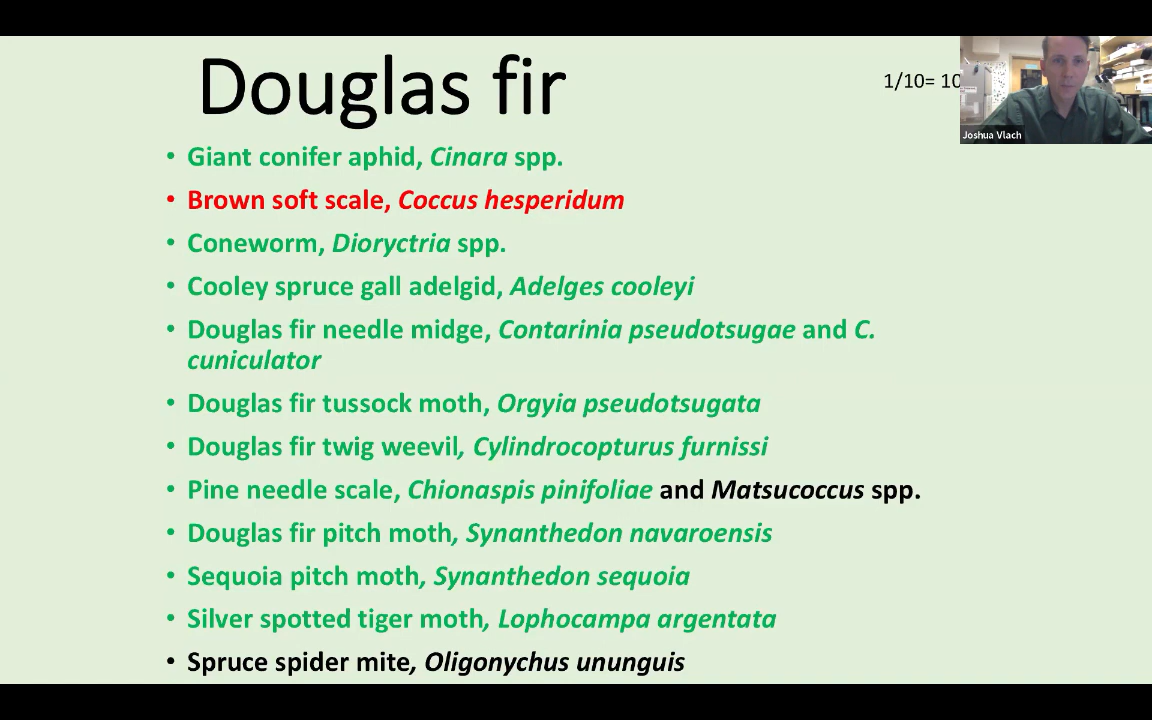 Douglas fir
1/10= 10
Joshua Vlach
• Giant conifer aphid, Cinara spp.
• Brown soft scale, Coccus hesperidum
• Coneworm, Dioryctria spp.
• Cooley spruce gall adelgid, Adelges cooleyi
• Douglas fir needle midge, Contarinia pseudotsugae and C.
cuniculator
• Douglas fir tussock moth, Orgyia pseudotsugata
• Douglas fir twig weevil, Cylindrocopturus furnissi
• Pine needle scale, Chionaspis pinifoliae and Matsucoccus spp.
• Douglas fir pitch moth, Synanthedon navaroensis
• Sequoia pitch moth, Synanthedon sequoia
• Silver spotted tiger moth, Lophocampa argentata
• Spruce spider mite, Oligonychus ununguis